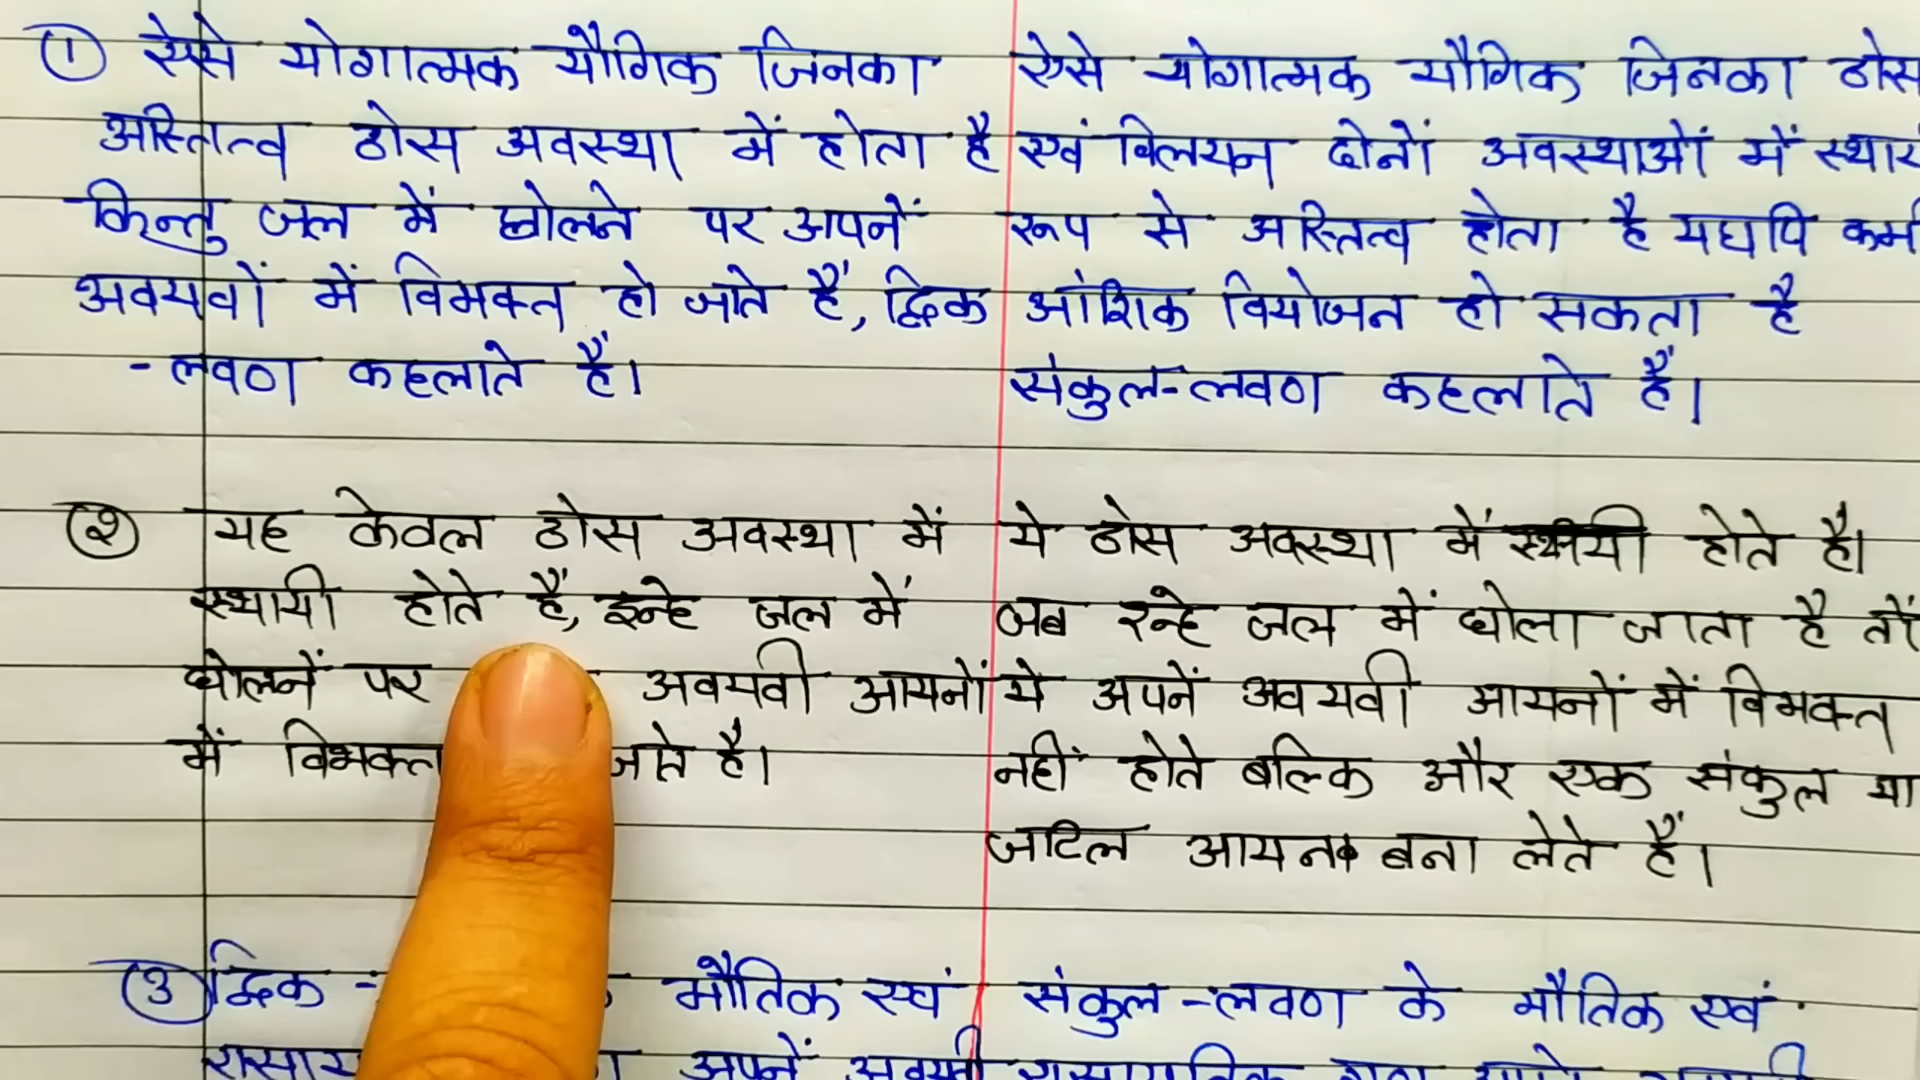 ① ऐसे योगात्मक यौगिक जिनका
अस्तित्व ठोस अवस्था में होता है
किन्तु जल में घोलने पर अपनें
अवयवों में विभक्त हो जाते हैं, द्विक
- लवण कहलाते हैं।
ऐसे योगात्मक यौगिक जिनका ठोस
एवं विलयन दोनों अवस्थाओं में
रूप से अस्तित्व होता है यद्यपि
आंशिक वियोजन हो सकता है
संकुल-लवण कहलाते हैं।
② यह केवल ठोस अवस्था में
स्थायी होते हैं, इन्हे जल में
घोलनें पर अवयवी आयनों
में विभक्त जाते है।
ये ठोस अवस्था में स्थायी होते है।
जब इन्हे जल में घोला जाता है तों
ये अपनें अवयवी आयनों में विभक्त
नहीं होते बल्कि और एक संकुल या
जटिल आयन बना लेते हैं।
③ द्विक - भौतिक एवं
अपनें
संकुल -लवण के भौतिक एवं